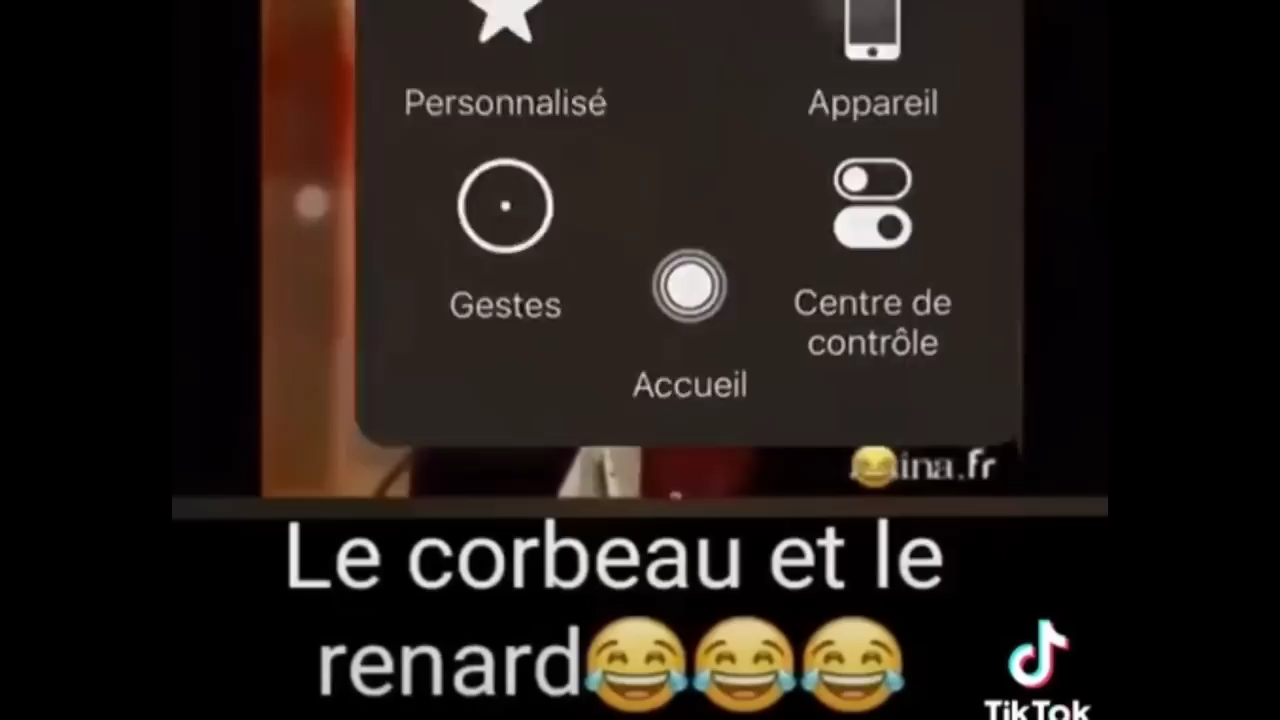 Personnalisé
Appareil
Gestes
Centre de
contrôle
Accueil
😂ina.fr
Le corbeau et le
renard😂😂😂
TikTok